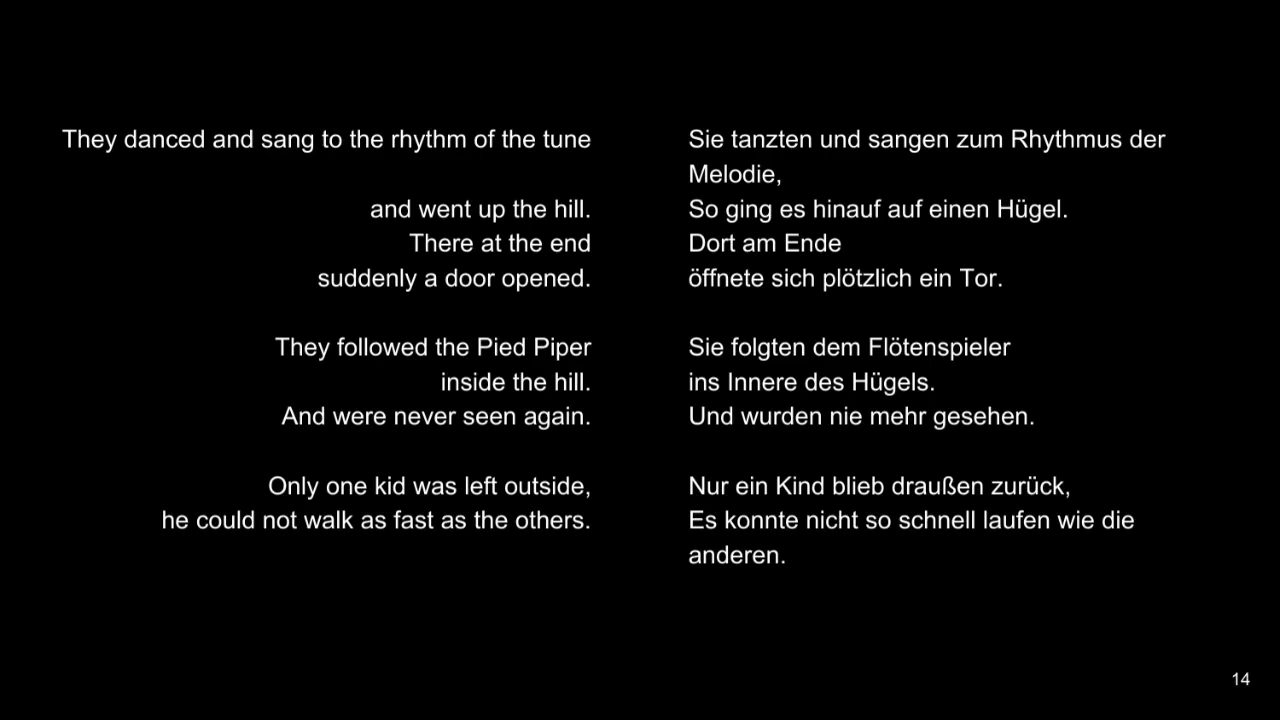 They danced and sang to the rhythm of the tune
and went up the hill.
There at the end
suddenly a door opened.
They followed the Pied Piper
inside the hill.
And were never seen again.
Only one kid was left outside,
he could not walk as fast as the others.
Sie tanzten und sangen zum Rhythmus der
Melodie,
So ging es hinauf auf einen Hügel.
Dort am Ende
öffnete sich plötzlich ein Tor.
Sie folgten dem Flötenspieler
ins Innere des Hügels.
Und wurden nie mehr gesehen.
Nur ein Kind blieb draußen zurück,
Es konnte nicht so schnell laufen wie die
anderen.
14